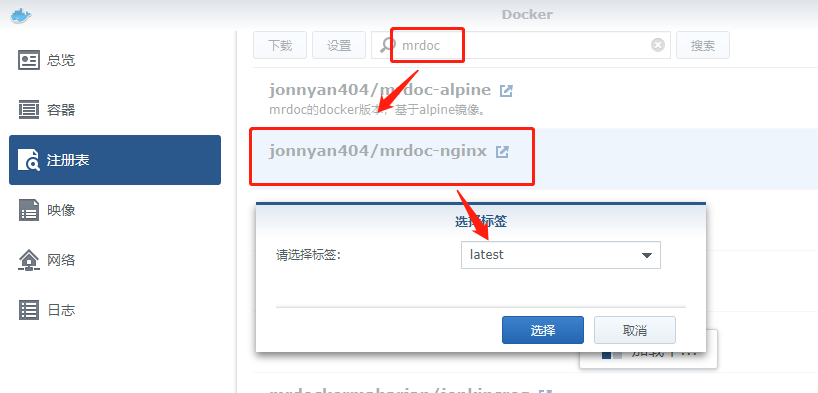 Docker
总览
容器
注册表
映像
网络
日志
下载 设置 mrdoc 搜索
jonnyan404/mrdoc-alpine
mrdoc的docker版本，基于alpine镜像。
jonnyan404/mrdoc-nginx
选择标签
请选择标签:
latest
选择 取消